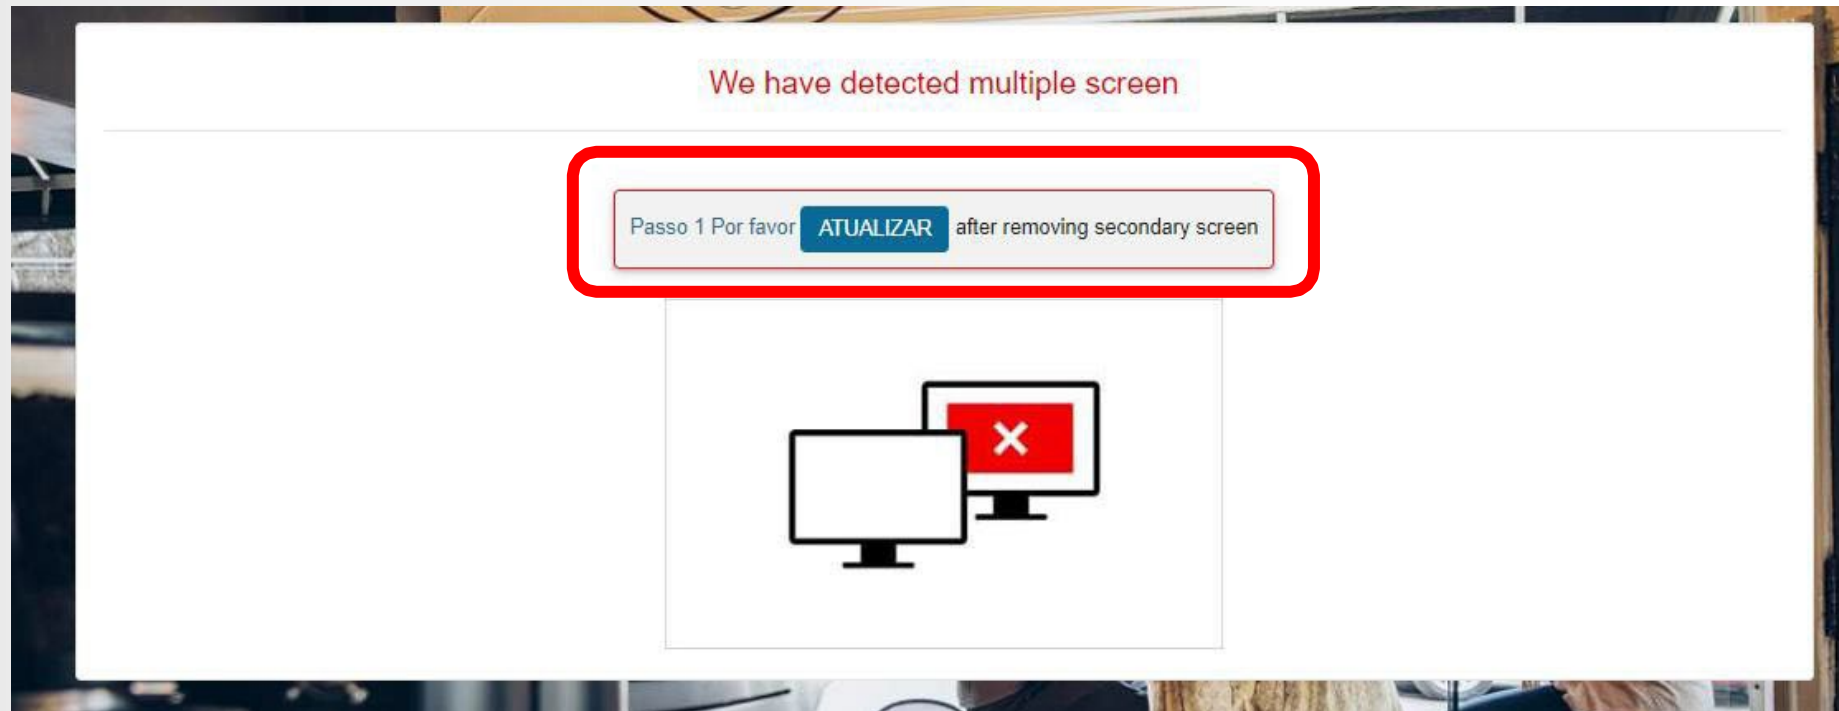 We have detected multiple screen
Passo 1 Por favor ATUALIZAR after removing secondary screen